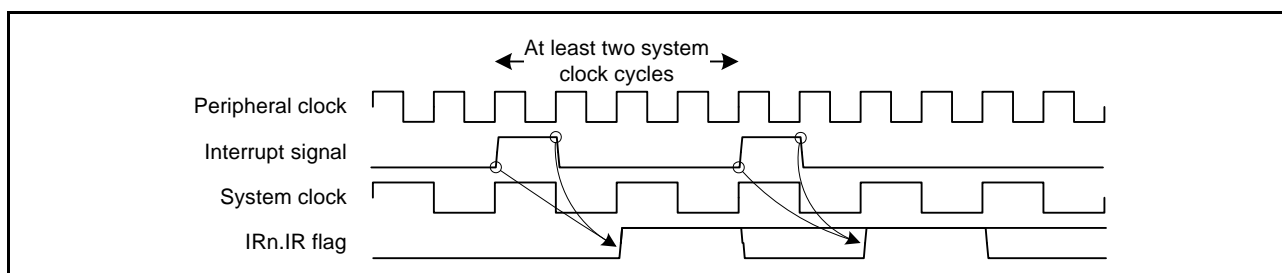 At least two system
clock cycles
Peripheral clock
Interrupt signal
System clock
IRn.IR flag